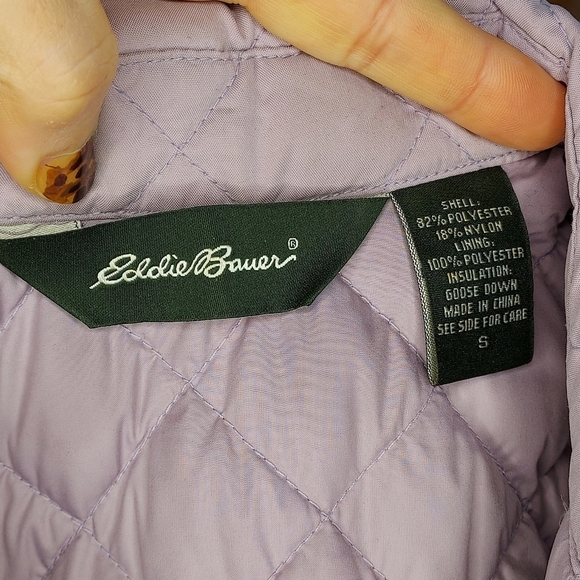 Eddie Bauer®
SHELL:
82% POLYESTER
18% NYLON
LINING:
100% POLYESTER
INSULATION:
GOOSE DOWN
MADE IN CHINA
SEE SIDE FOR CARE
S